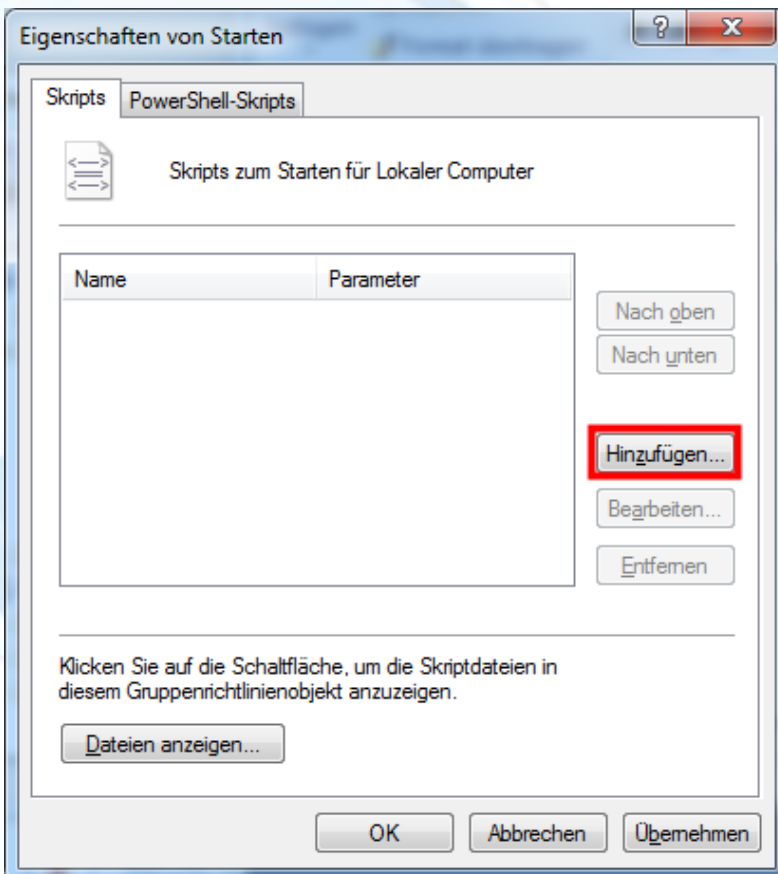 Eigenschaften von Starten
Skripts
PowerShell-Skripts
Skripts zum Starten für Lokaler Computer
Name
Parameter
Nach oben
Nach unten
Hinzufügen...
Bearbeiten...
Entfernen
Klicken Sie auf die Schaltfläche, um die Skriptdateien in
diesem Gruppenrichtlinienobjekt anzuzeigen.
Dateien anzeigen...
OK
Abbrechen
Übernehmen